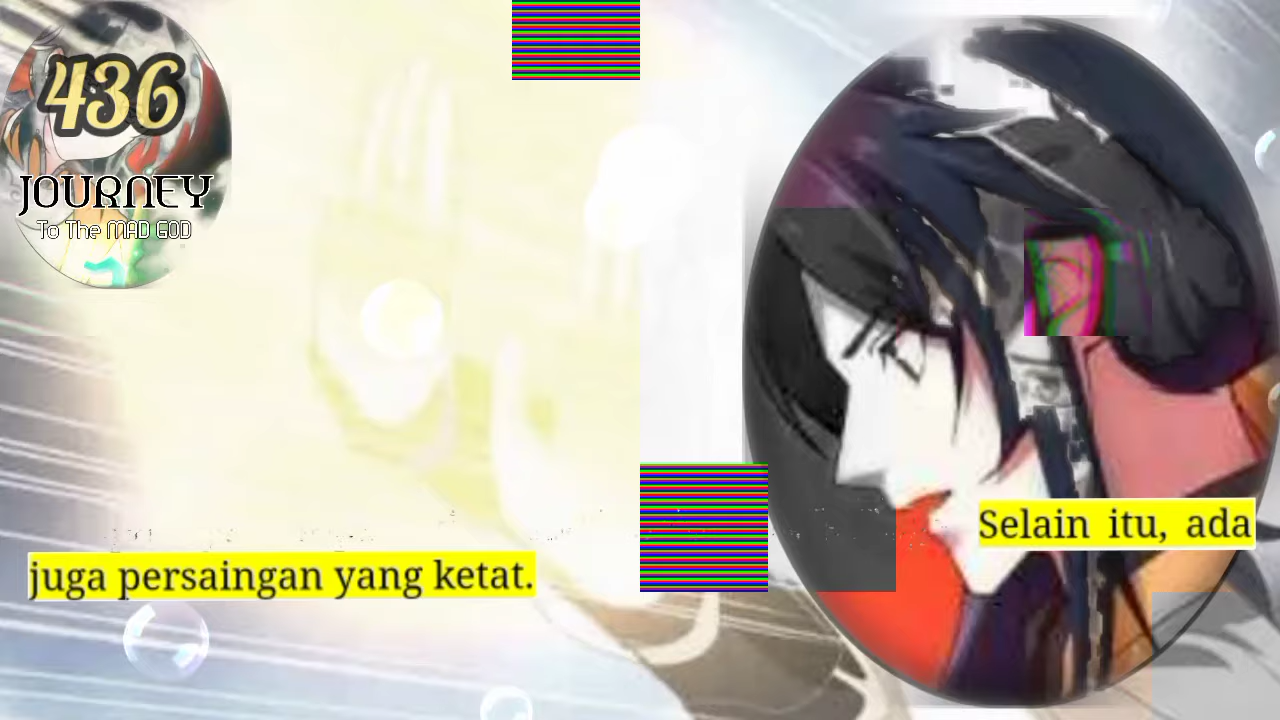 436
JOURNEY
To The MAD GOD
Selain itu, ada
juga persaingan yang ketat.